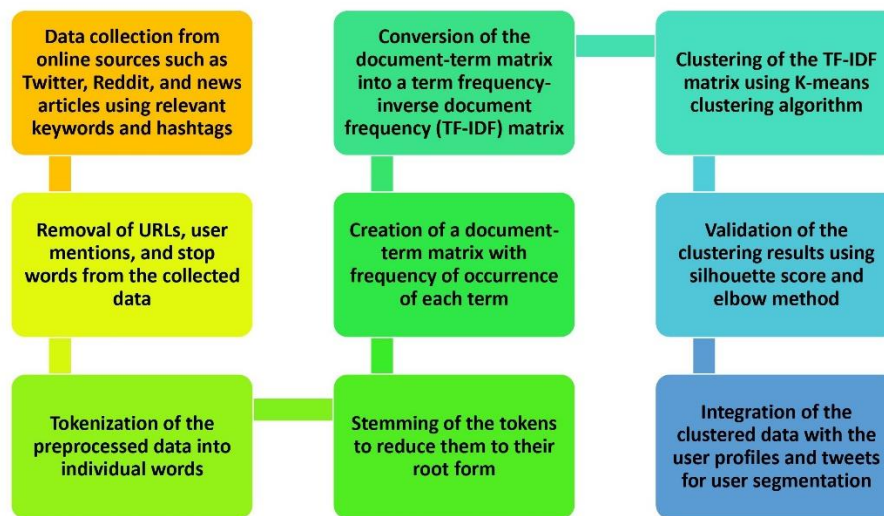 Data collection from
online sources such as
Twitter, Reddit, and news
articles using relevant
keywords and hashtags
Removal of URLs, user
mentions, and stop
words from the collected
data
Tokenization of the
preprocessed data into
individual words
Stemming of the tokens
to reduce them to their
root form
Creation of a document-
term matrix with
frequency of occurrence
of each term
Conversion of the
document-term matrix
into a term frequency-
inverse document
frequency (TF-IDF) matrix
Clustering of the TF-IDF
matrix using K-means
clustering algorithm
Validation of the
clustering results using
silhouette score and
elbow method
Integration of the
clustered data with the
user profiles and tweets
for user segmentation